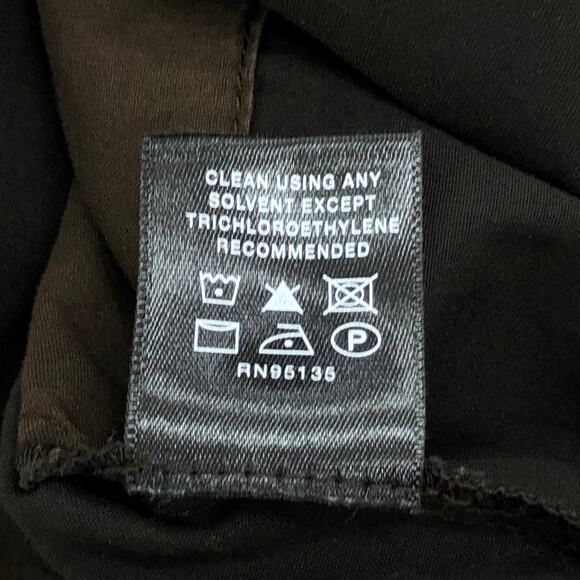 CLEAN USING ANY
SOLVENT EXCEPT
TRICHLOROETHYLENE
RECOMMENDED
P
RN95135